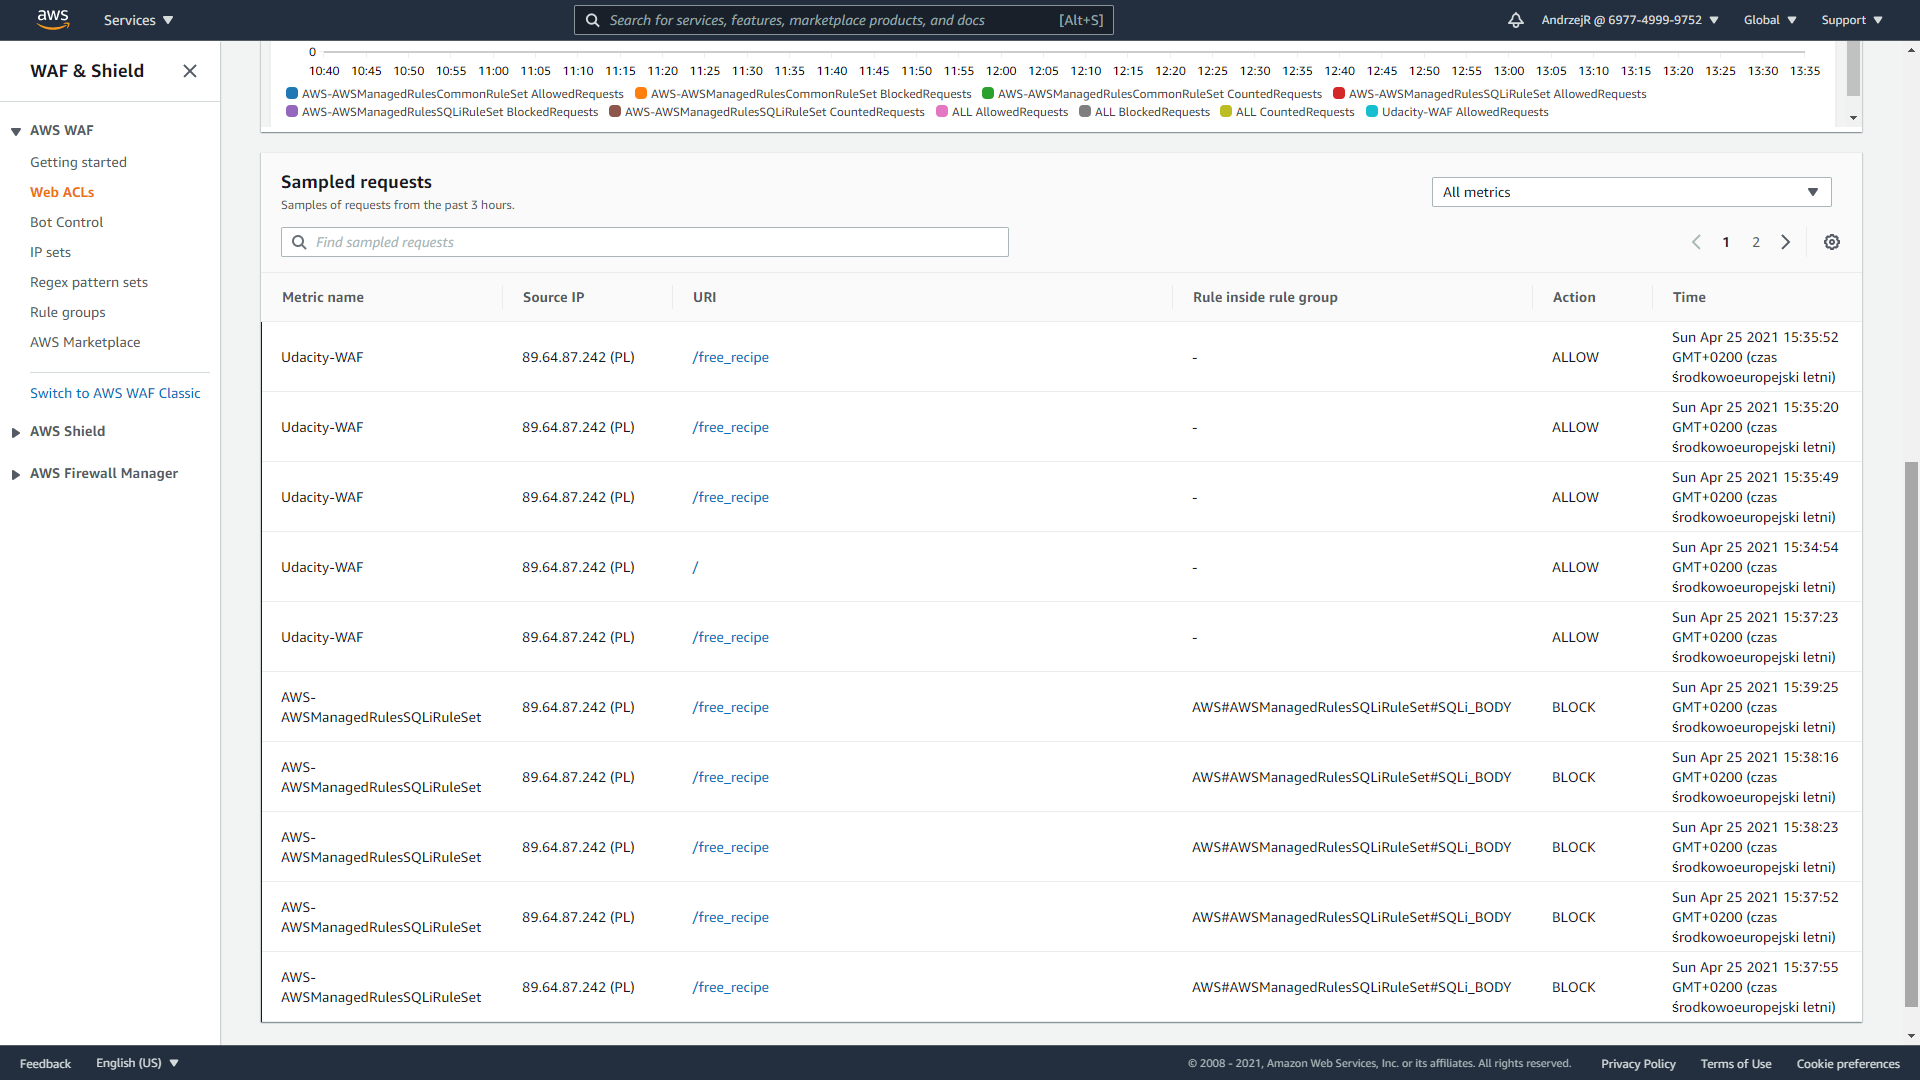 aws
Services
Search for services, features, marketplace products, and docs [Alt+S]
AndrzejR @ 6977-4999-9752
Global
Support
WAF & Shield
AWS WAF
Getting started
Web ACLs
Bot Control
IP sets
Regex pattern sets
Rule groups
AWS Marketplace
Switch to AWS WAF Classic
AWS Shield
AWS Firewall Manager
0
10:40 10:45 10:50 10:55 11:00 11:05 11:10 11:15 11:20 11:25 11:30 11:35 11:40 11:45 11:50 11:55 12:00 12:05 12:10 12:15 12:20 12:25 12:30 12:35 12:40 12:45 12:50 12:55 13:00 13:05 13:10 13:15 13:20 13:25 13:30 13:35
AWS-AWSManagedRulesCommonRuleSet AllowedRequests AWS-AWSManagedRulesCommonRuleSet BlockedRequests AWS-AWSManagedRulesCommonRuleSet CountedRequests AWS-AWSManagedRulesSQLiRuleSet AllowedRequests
AWS-AWSManagedRulesSQLiRuleSet BlockedRequests AWS-AWSManagedRulesSQLiRuleSet CountedRequests ALL AllowedRequests ALL BlockedRequests ALL CountedRequests Udacity-WAF AllowedRequests
Sampled requests
Samples of requests from the past 3 hours.
All metrics
Find sampled requests
1 2
Metric name Source IP URI Rule inside rule group Action Time
Sun Apr 25 2021 15:35:52
Udacity-WAF 89.64.87.242 (PL) /free_recipe - ALLOW GMT+0200 (czas
środkowoeuropejski letni)
Sun Apr 25 2021 15:35:20
Udacity-WAF 89.64.87.242 (PL) /free_recipe - ALLOW GMT+0200 (czas
środkowoeuropejski letni)
Sun Apr 25 2021 15:35:49
Udacity-WAF 89.64.87.242 (PL) /free_recipe - ALLOW GMT+0200 (czas
środkowoeuropejski letni)
Sun Apr 25 2021 15:34:54
Udacity-WAF 89.64.87.242 (PL) / - ALLOW GMT+0200 (czas
środkowoeuropejski letni)
Sun Apr 25 2021 15:37:23
Udacity-WAF 89.64.87.242 (PL) /free_recipe - ALLOW GMT+0200 (czas
środkowoeuropejski letni)
AWS-
AWSManagedRulesSQLiRuleSet 89.64.87.242 (PL) /free_recipe AWS#AWSManagedRulesSQLiRuleSet#SQLi_BODY BLOCK Sun Apr 25 2021 15:39:25
GMT+0200 (czas
środkowoeuropejski letni)
AWS-
AWSManagedRulesSQLiRuleSet 89.64.87.242 (PL) /free_recipe AWS#AWSManagedRulesSQLiRuleSet#SQLi_BODY BLOCK Sun Apr 25 2021 15:38:16
GMT+0200 (czas
środkowoeuropejski letni)
AWS-
AWSManagedRulesSQLiRuleSet 89.64.87.242 (PL) /free_recipe AWS#AWSManagedRulesSQLiRuleSet#SQLi_BODY BLOCK Sun Apr 25 2021 15:38:23
GMT+0200 (czas
środkowoeuropejski letni)
AWS-
AWSManagedRulesSQLiRuleSet 89.64.87.242 (PL) /free_recipe AWS#AWSManagedRulesSQLiRuleSet#SQLi_BODY BLOCK Sun Apr 25 2021 15:37:52
GMT+0200 (czas
środkowoeuropejski letni)
AWS-
AWSManagedRulesSQLiRuleSet 89.64.87.242 (PL) /free_recipe AWS#AWSManagedRulesSQLiRuleSet#SQLi_BODY BLOCK Sun Apr 25 2021 15:37:55
GMT+0200 (czas
środkowoeuropejski letni)
Feedback English (US) © 2008 - 2021, Amazon Web Services, Inc. or its affiliates. All rights reserved. Privacy Policy Terms of Use Cookie preferences